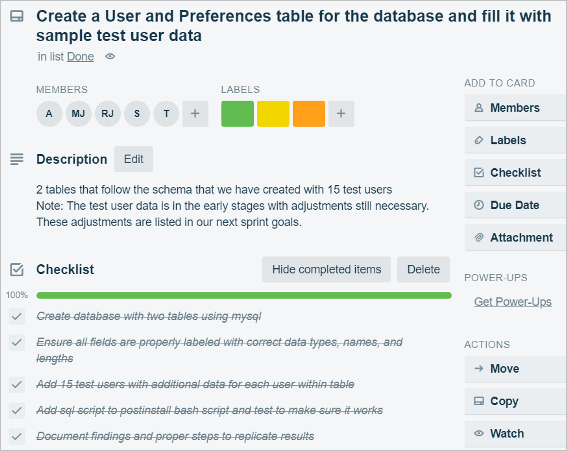 Create a User and Preferences table for the database and fill it with
sample test user data
in list Done
MEMBERS
A MJ RJ S T +
LABELS
+
Description Edit
2 tables that follow the schema that we have created with 15 test users
Note: The test user data is in the early stages with adjustments still necessary.
These adjustments are listed in our next sprint goals.
Checklist Hide completed items Delete
100%
Create database with two tables using mysql
Ensure all fields are properly labeled with correct data types, names, and
lengths
Add 15 test users with additional data for each user within table
Add sql script to postinstall bash script and test to make sure it works
Document findings and proper steps to replicate results
ADD TO CARD
Members
Labels
Checklist
Due Date
Attachment
POWER-UPS
Get Power-Ups
ACTIONS
Move
Copy
Watch